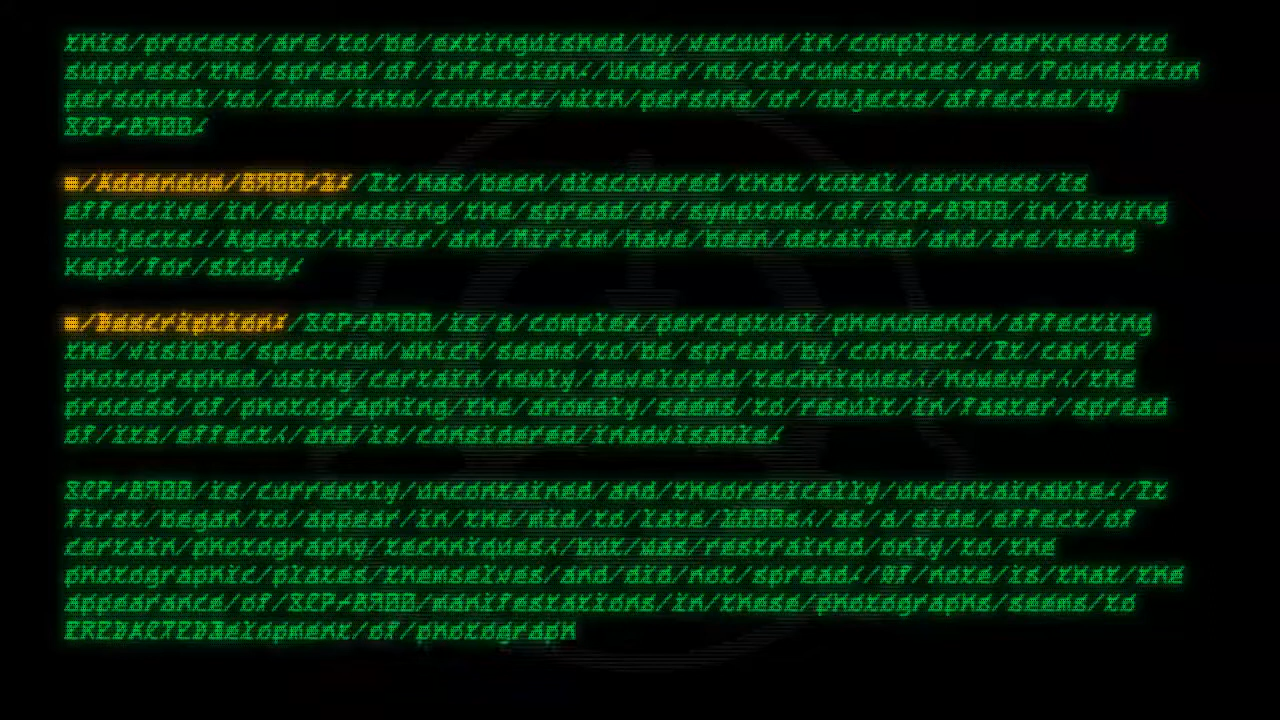 this/process/are/to/be/extinguished/by/vacuum/in/complete/darkness/to
suppress/the/spread/of/infection.//Under/no/circumstances/are/Foundation
personnel/to/come/into/contact/with/persons/or/objects/affected/by
SCP-8900.
■/Addendum/8900-1:/It/has/been/discovered/that/total/darkness/is
effective/in/suppressing/the/spread/of/symptoms/of/SCP-8900/in/living
subjects.//Agents/Harker/and/Miriam/have/been/detained/and/are/being
kept/for/study.
■/Description:/SCP-8900/is/a/complex/perceptual/phenomenon/affecting
the/visible/spectrum/which/seems/to/be/spread/by/contact.//It/can/be
photographed/using/certain/newly/developed/techniques,/however,/the
process/of/photographing/the/anomaly/seems/to/result/in/faster/spread
of/its/effect,/and/is/considered/inadvisable.
SCP-8900/is/currently/uncontained/and/theoretically/uncontainable.//It
first/began/to/appear/in/the/mid/to/late/1800s,/as/a/side/effect/of
certain/photography/techniques,/but/was/restrained/only/to/the
photographic/plates/themselves/and/did/not/spread.//Of/note/is/that/the
appearance/of/SCP-8900/manifestations/in/these/photographs/seems/to
[REDACTED]elopment/of/photograph